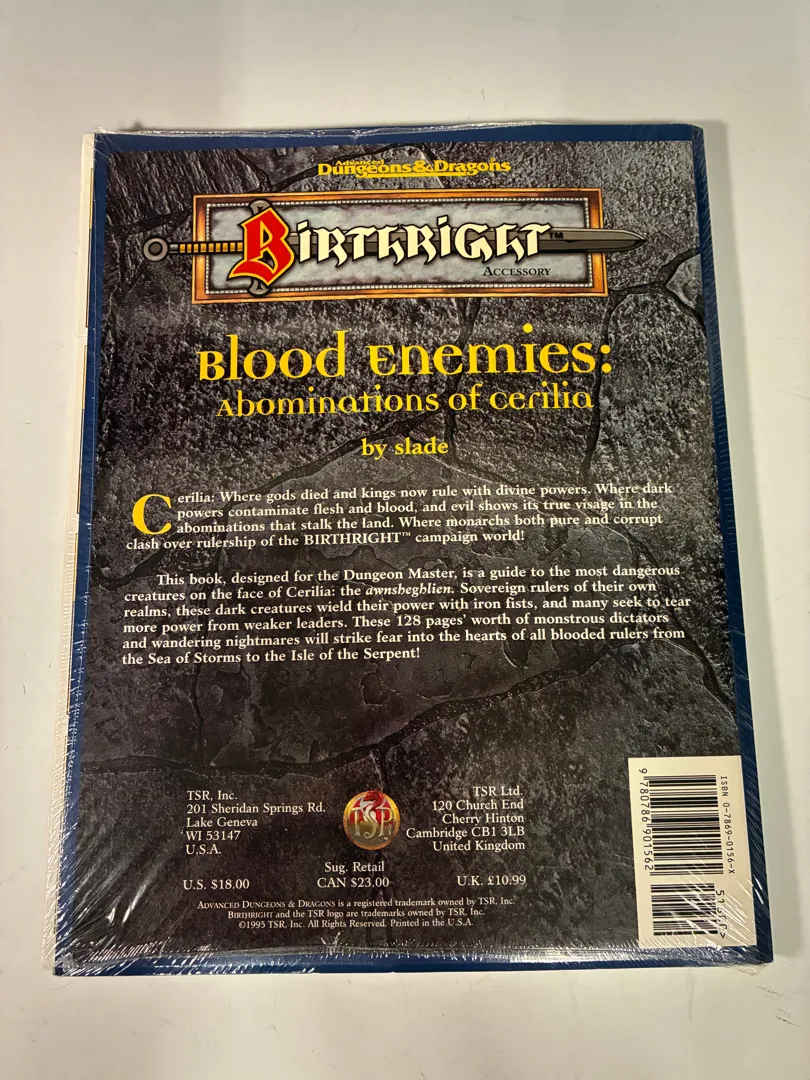 Advanced
Dungeons & Dragons
BIRTHRIGHT™
ACCESSORY
Blood Enemies:
Abominations of Cerilia
by slade
Cerilia: Where gods died and kings now rule with divine powers. Where dark
powers contaminate flesh and blood, and evil shows its true visage in the
abominations that stalk the land. Where monarchs both pure and corrupt
clash over rulership of the BIRTHRIGHT™ campaign world!
This book, designed for the Dungeon Master, is a guide to the most dangerous
creatures on the face of Cerilia: the awnsheghlien. Sovereign rulers of their own
realms, these dark creatures wield their power with iron fists, and many seek to tear
more power from weaker leaders. These 128 pages' worth of monstrous dictators
and wandering nightmares will strike fear into the hearts of all blooded rulers from
the Sea of Storms to the Isle of the Serpent!
TSR, Inc.
201 Sheridan Springs Rd.
Lake Geneva
WI 53147
U.S.A.
TSR
TSR Ltd.
120 Church End
Cherry Hinton
Cambridge CB1 3LB
United Kingdom
Sug. Retail
U.S. $18.00
CAN $23.00
U.K. £10.99
ADVANCED DUNGEONS & DRAGONS is a registered trademark owned by TSR, Inc.
BIRTHRIGHT and the TSR logo are trademarks owned by TSR, Inc.
©1995 TSR, Inc. All Rights Reserved. Printed in the U.S.A.
ISBN 0-7869-0156-X
9 780786 901562